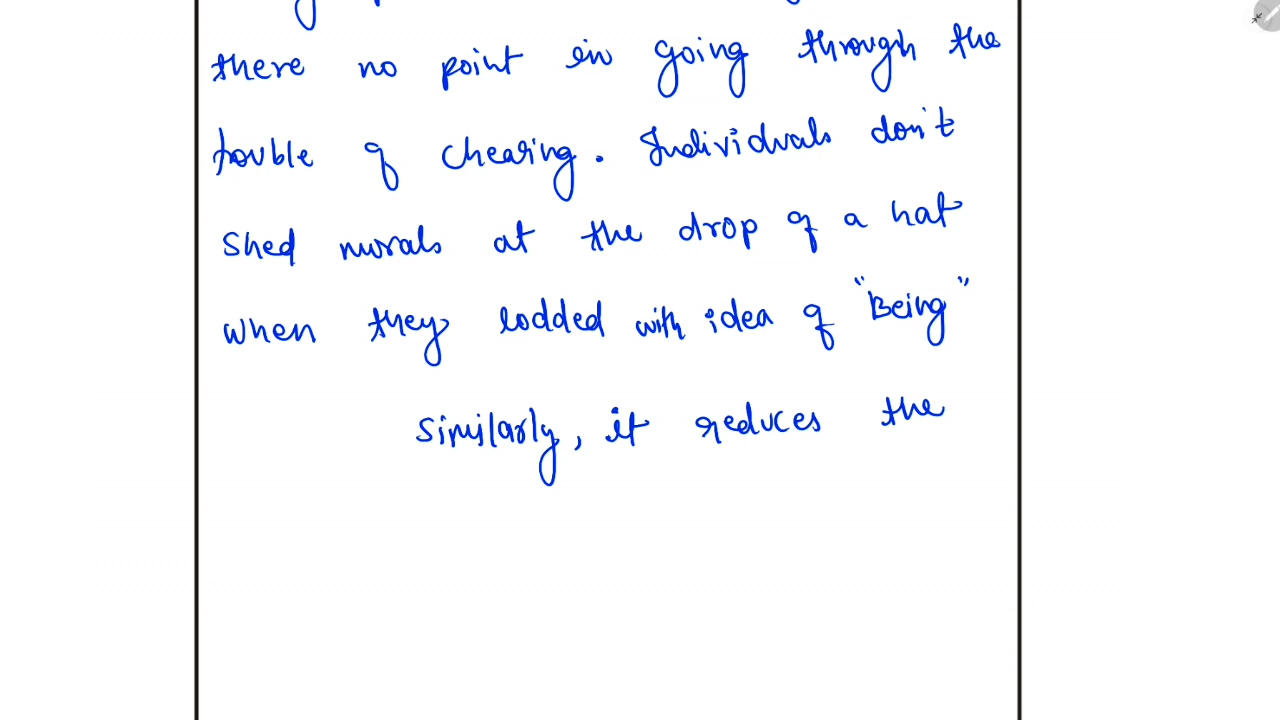 there no point in going through the
trouble of cheating. Individuals don't
shed morals at the drop of a hat
when they lodded with idea of "Being"
Similarly, it reduces the